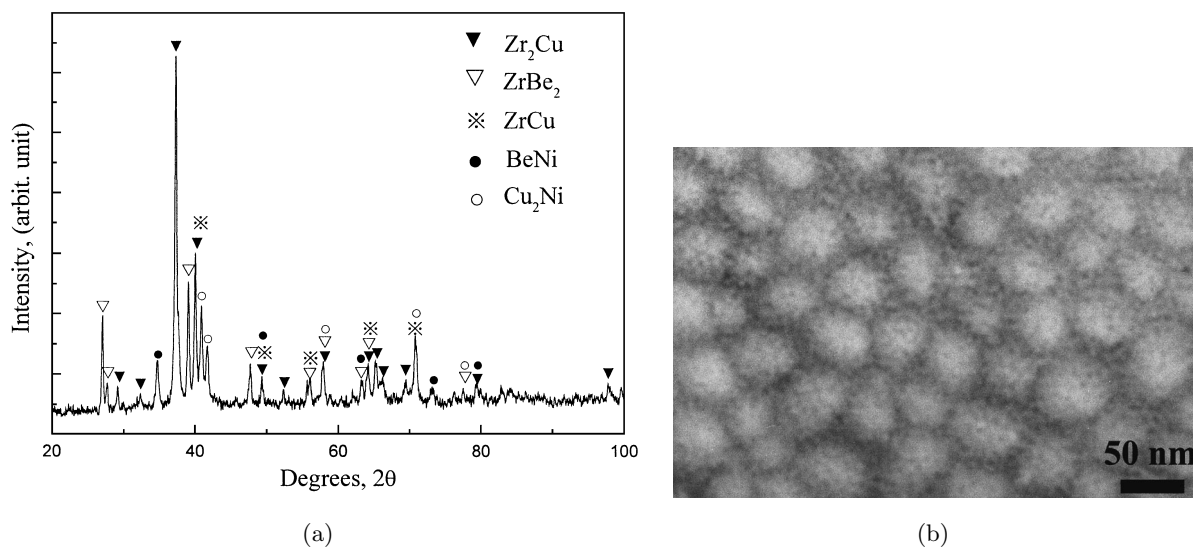 Intensity, (arbit. unit)
Zr₂Cu
ZrBe₂
ZrCu
BeNi
Cu₂Ni
20 40 60 80 100
Degrees, 2θ
50 nm
(a) (b)